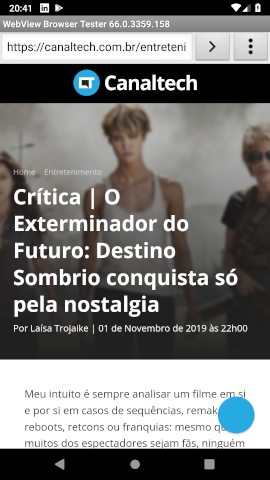 20:41
WebView Browser Tester 66.0.3359.158
https://canaltech.com.br/entreteni
Canaltech
Home Entretenimento
Crítica | O
Exterminador do
Futuro: Destino
Sombrio conquista só
pela nostalgia
Por Laísa Trojaike | 01 de Novembro de 2019 às 22h00
Meu intuito é sempre analisar um filme em si
e por si em casos de sequências, remak
reboots, retcons ou franquias: mesmo qu
muitos dos espectadores sejam fãs, ninguém